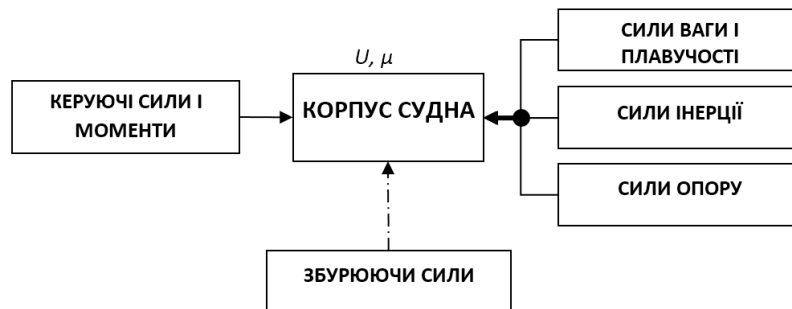 СИЛИ ВАГИ І
ПЛАВУЧОСТІ
U, μ
КЕРУЮЧІ СИЛИ І
МОМЕНТИ
КОРПУС СУДНА
СИЛИ ІНЕРЦІЇ
СИЛИ ОПОРУ
ЗБУРЮЮЧИ СИЛИ